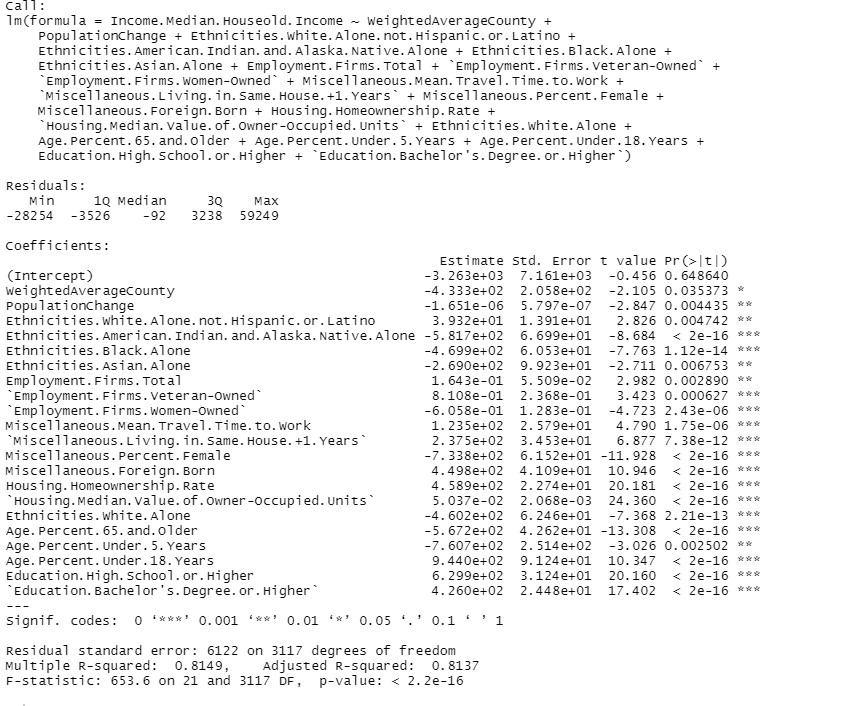 Call:
lm(formula = Income.Median.Houseold.Income ~ WeightedAverageCounty +
    PopulationChange + Ethnicities.White.Alone.not.Hispanic.or.Latino +
    Ethnicities.American.Indian.and.Alaska.Native.Alone + Ethnicities.Black.Alone +
    Ethnicities.Asian.Alone + Employment.Firms.Total + `Employment.Firms.Veteran-Owned` +
    `Employment.Firms.Women-Owned` + Miscellaneous.Mean.Travel.Time.to.Work +
    `Miscellaneous.Living.in.Same.House.+1.Years` + Miscellaneous.Percent.Female +
    Miscellaneous.Foreign.Born + Housing.Homeownership.Rate +
    `Housing.Median.Value.of.Owner-Occupied.Units` + Ethnicities.White.Alone +
    Age.Percent.65.and.Older + Age.Percent.Under.5.Years + Age.Percent.Under.18.Years +
    Education.High.School.or.Higher + `Education.Bachelor's.Degree.or.Higher`)
Residuals:
   Min     1Q Median     3Q    Max
-28254  -3526    -92   3238  59249
Coefficients:
                                                      Estimate Std. Error t value Pr(>|t|)
(Intercept)                                         -3.263e+03  7.161e+03  -0.456 0.648640
WeightedAverageCounty                               -4.333e+02  2.058e+02  -2.105 0.035373 *
PopulationChange                                    -1.651e-06  5.797e-07  -2.847 0.004435 **
Ethnicities.White.Alone.not.Hispanic.or.Latino       3.932e+01  1.391e+01   2.826 0.004742 **
Ethnicities.American.Indian.and.Alaska.Native.Alone -5.817e+02  6.699e+01  -8.684  < 2e-16 ***
Ethnicities.Black.Alone                             -4.699e+02  6.053e+01  -7.763 1.12e-14 ***
Ethnicities.Asian.Alone                             -2.690e+02  9.923e+01  -2.711 0.006753 **
Employment.Firms.Total                               1.643e-01  5.509e-02   2.982 0.002890 **
`Employment.Firms.Veteran-Owned`                     8.108e-01  2.368e-01   3.423 0.000627 ***
`Employment.Firms.Women-Owned`                      -6.058e-01  1.283e-01  -4.723 2.43e-06 ***
Miscellaneous.Mean.Travel.Time.to.Work               1.235e+02  2.579e+01   4.790 1.75e-06 ***
`Miscellaneous.Living.in.Same.House.+1.Years`        2.375e+02  3.453e+01   6.877 7.38e-12 ***
Miscellaneous.Percent.Female                        -7.338e+02  6.152e+01 -11.928  < 2e-16 ***
Miscellaneous.Foreign.Born                           4.498e+02  4.109e+01  10.946  < 2e-16 ***
Housing.Homeownership.Rate                           4.589e+02  2.274e+01  20.181  < 2e-16 ***
`Housing.Median.Value.of.Owner-Occupied.Units`       5.037e-02  2.068e-03  24.360  < 2e-16 ***
Ethnicities.White.Alone                             -4.602e+02  6.246e+01  -7.368 2.21e-13 ***
Age.Percent.65.and.Older                            -5.672e+02  4.262e+01 -13.308  < 2e-16 ***
Age.Percent.Under.5.Years                           -7.607e+02  2.514e+02  -3.026 0.002502 **
Age.Percent.Under.18.Years                           9.440e+02  9.124e+01  10.347  < 2e-16 ***
Education.High.School.or.Higher                      6.299e+02  3.124e+01  20.160  < 2e-16 ***
`Education.Bachelor's.Degree.or.Higher`              4.260e+02  2.448e+01  17.402  < 2e-16 ***
---
Signif. codes:  0 ‘***’ 0.001 ‘**’ 0.01 ‘*’ 0.05 ‘.’ 0.1 ‘ ’ 1
Residual standard error: 6122 on 3117 degrees of freedom
Multiple R-squared:  0.8149,    Adjusted R-squared:  0.8137
F-statistic: 653.6 on 21 and 3117 DF,  p-value: < 2.2e-16